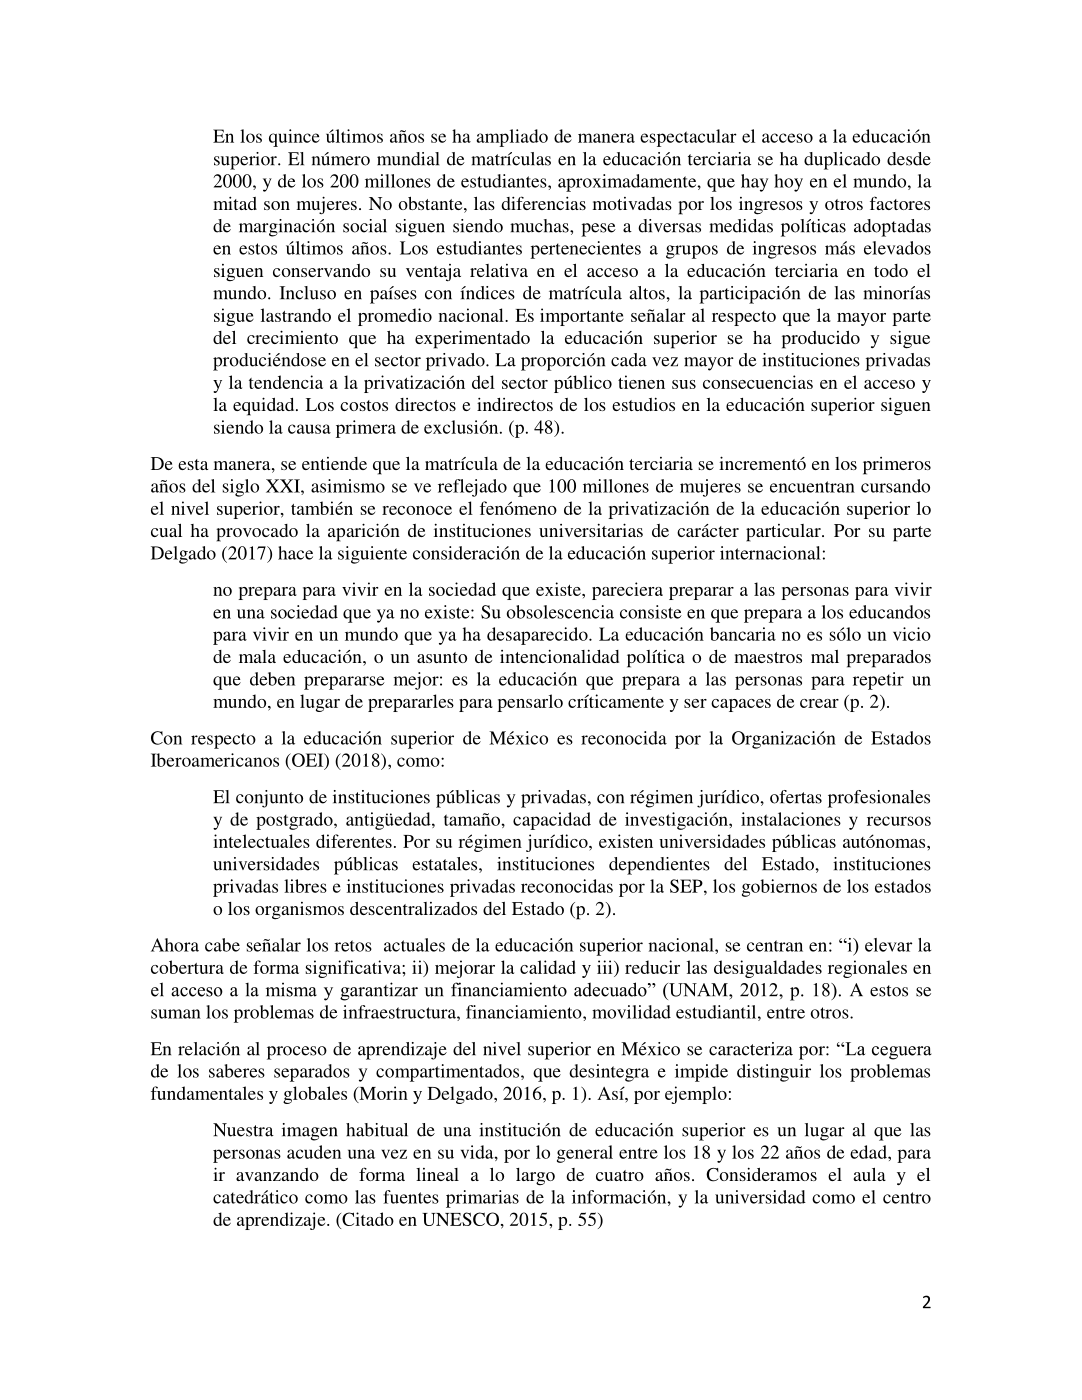 En los quince últimos años se ha ampliado de manera espectacular el acceso a la educación
superior. El número mundial de matrículas en la educación terciaria se ha duplicado desde
2000, y de los 200 millones de estudiantes, aproximadamente, que hay hoy en el mundo, la
mitad son mujeres. No obstante, las diferencias motivadas por los ingresos y otros factores
de marginación social siguen siendo muchas, pese a diversas medidas políticas adoptadas
en estos últimos años. Los estudiantes pertenecientes a grupos de ingresos más elevados
siguen conservando su ventaja relativa en el acceso a la educación terciaria en todo el
mundo. Incluso en países con índices de matrícula altos, la participación de las minorías
sigue lastrando el promedio nacional. Es importante señalar al respecto que la mayor parte
del crecimiento que ha experimentado la educación superior se ha producido y sigue
produciéndose en el sector privado. La proporción cada vez mayor de instituciones privadas
y la tendencia a la privatización del sector público tienen sus consecuencias en el acceso y
la equidad. Los costos directos e indirectos de los estudios en la educación superior siguen
siendo la causa primera de exclusión. (p. 48).
De esta manera, se entiende que la matrícula de la educación terciaria se incrementó en los primeros
años del siglo XXI, asimismo se ve reflejado que 100 millones de mujeres se encuentran cursando
el nivel superior, también se reconoce el fenómeno de la privatización de la educación superior lo
cual ha provocado la aparición de instituciones universitarias de carácter particular. Por su parte
Delgado (2017) hace la siguiente consideración de la educación superior internacional:
no prepara para vivir en la sociedad que existe, pareciera preparar a las personas para vivir
en una sociedad que ya no existe: Su obsolescencia consiste en que prepara a los educandos
para vivir en un mundo que ya ha desaparecido. La educación bancaria no es sólo un vicio
de mala educación, o un asunto de intencionalidad política o de maestros mal preparados
que deben prepararse mejor: es la educación que prepara a las personas para repetir un
mundo, en lugar de prepararles para pensarlo críticamente y ser capaces de crear (p. 2).
Con respecto a la educación superior de México es reconocida por la Organización de Estados
Iberoamericanos (OEI) (2018), como:
El conjunto de instituciones públicas y privadas, con régimen jurídico, ofertas profesionales
y de postgrado, antigüedad, tamaño, capacidad de investigación, instalaciones y recursos
intelectuales diferentes. Por su régimen jurídico, existen universidades públicas autónomas,
universidades públicas estatales, instituciones dependientes del Estado, instituciones
privadas libres e instituciones privadas reconocidas por la SEP, los gobiernos de los estados
o los organismos descentralizados del Estado (p. 2).
Ahora cabe señalar los retos  actuales de la educación superior nacional, se centran en: “i) elevar la
cobertura de forma significativa; ii) mejorar la calidad y iii) reducir las desigualdades regionales en
el acceso a la misma y garantizar un financiamiento adecuado” (UNAM, 2012, p. 18). A estos se
suman los problemas de infraestructura, financiamiento, movilidad estudiantil, entre otros.
En relación al proceso de aprendizaje del nivel superior en México se caracteriza por: “La ceguera
de los saberes separados y compartimentados, que desintegra e impide distinguir los problemas
fundamentales y globales (Morin y Delgado, 2016, p. 1). Así, por ejemplo:
Nuestra imagen habitual de una institución de educación superior es un lugar al que las
personas acuden una vez en su vida, por lo general entre los 18 y los 22 años de edad, para
ir avanzando de forma lineal a lo largo de cuatro años. Consideramos el aula y el
catedrático como las fuentes primarias de la información, y la universidad como el centro
de aprendizaje. (Citado en UNESCO, 2015, p. 55)
2